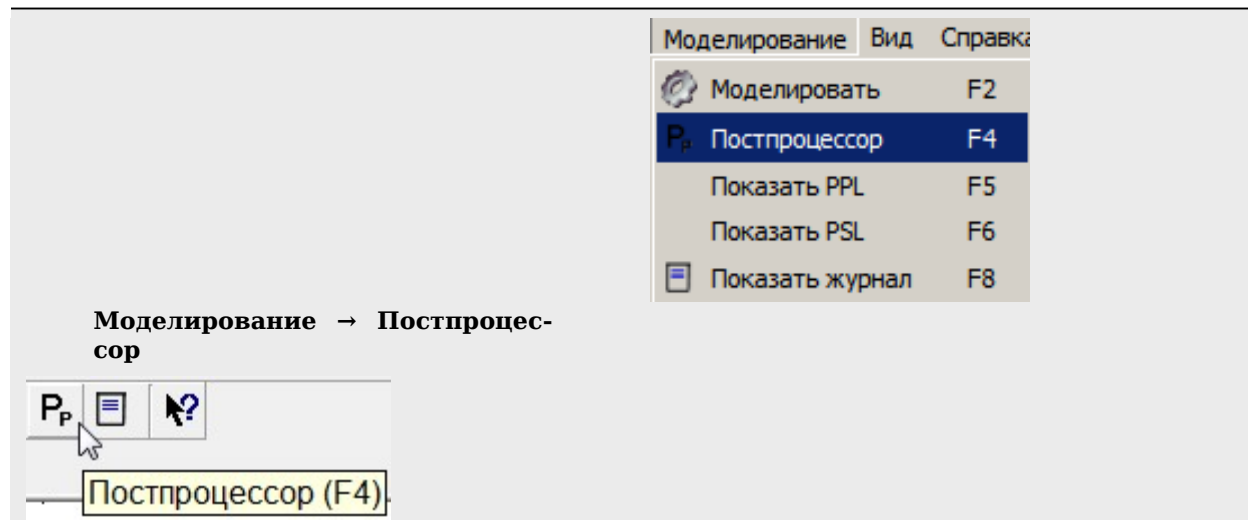 Моделирование Вид Справка
Моделировать F2
Pp Постпроцессор F4
Показать PPL F5
Показать PSL F6
Показать журнал F8
Моделирование → Постпроцес-
сор
Pp ?
Постпроцессор (F4)